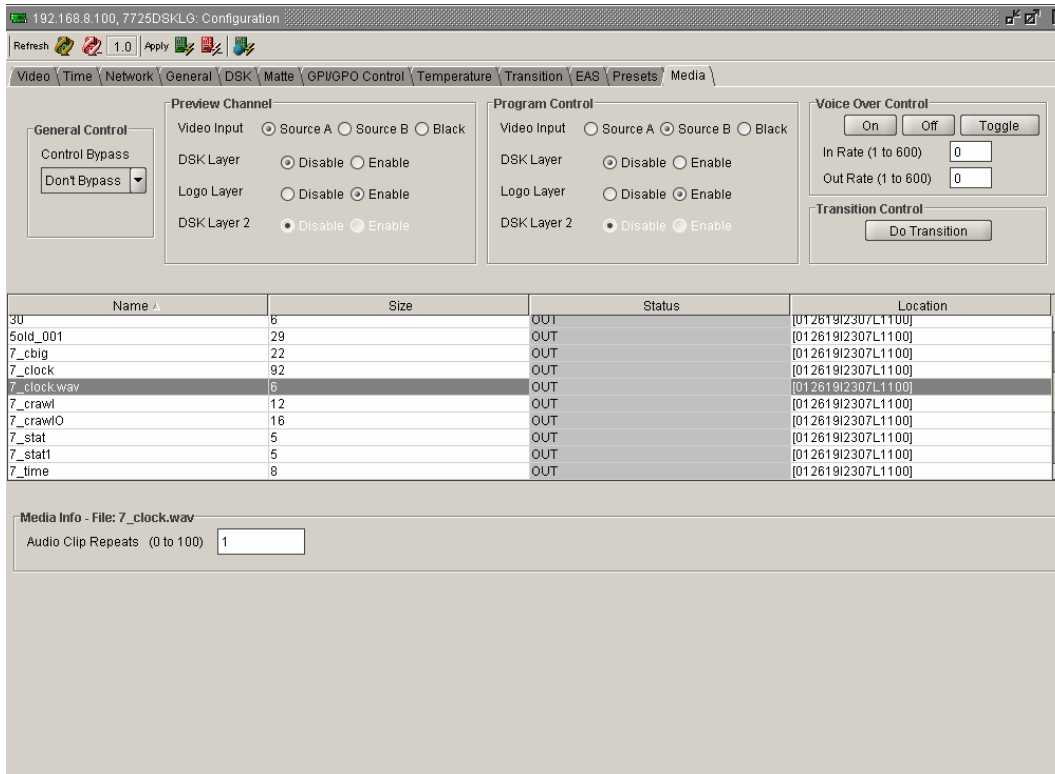 192.168.8.100, 7725DSKLG: Configuration
Refresh 1.0 Apply
Video Time Network General DSK Matte GPI/GPO Control Temperature Transition EAS Presets Media
General Control
Control Bypass
Don't Bypass
Preview Channel
Video Input Source A Source B Black
DSK Layer Disable Enable
Logo Layer Disable Enable
DSK Layer 2 Disable Enable
Program Control
Video Input Source A Source B Black
DSK Layer Disable Enable
Logo Layer Disable Enable
DSK Layer 2 Disable Enable
Voice Over Control
On Off Toggle
In Rate (1 to 600) 0
Out Rate (1 to 600) 0
Transition Control
Do Transition
Name Size Status Location
30 6 OUT [012619I2307L1100]
5old_001 29 OUT [012619I2307L1100]
7_cbig 22 OUT [012619I2307L1100]
7_clock 92 OUT [012619I2307L1100]
7_clock.wav 6 OUT [012619I2307L1100]
7_crawl 12 OUT [012619I2307L1100]
7_crawlO 16 OUT [012619I2307L1100]
7_stat 5 OUT [012619I2307L1100]
7_stat1 5 OUT [012619I2307L1100]
7_time 8 OUT [012619I2307L1100]
Media Info - File: 7_clock.wav
Audio Clip Repeats (0 to 100) 1